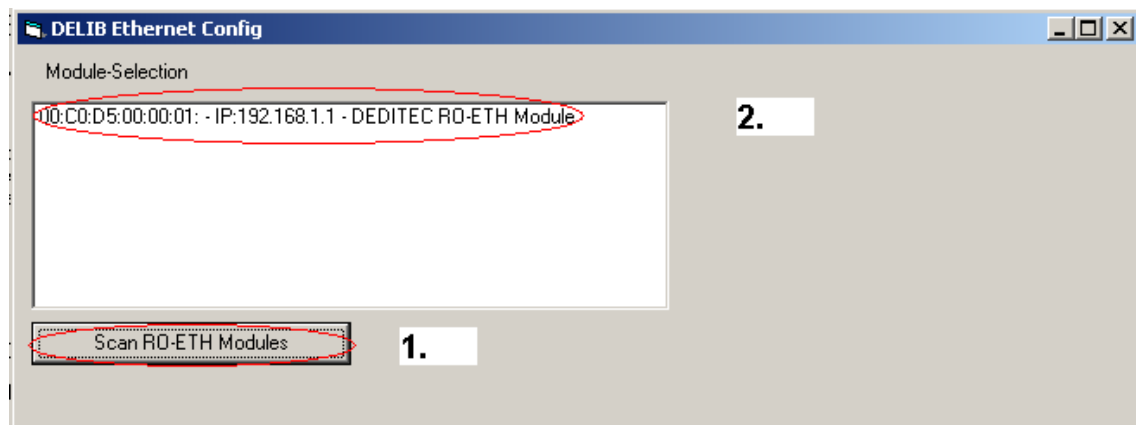 DELIB Ethernet Config
Module-Selection
00:C0:D5:00:00:01: - IP:192.168.1.1 - DEDITEC RO-ETH Module
2.
Scan RO-ETH Modules
1.